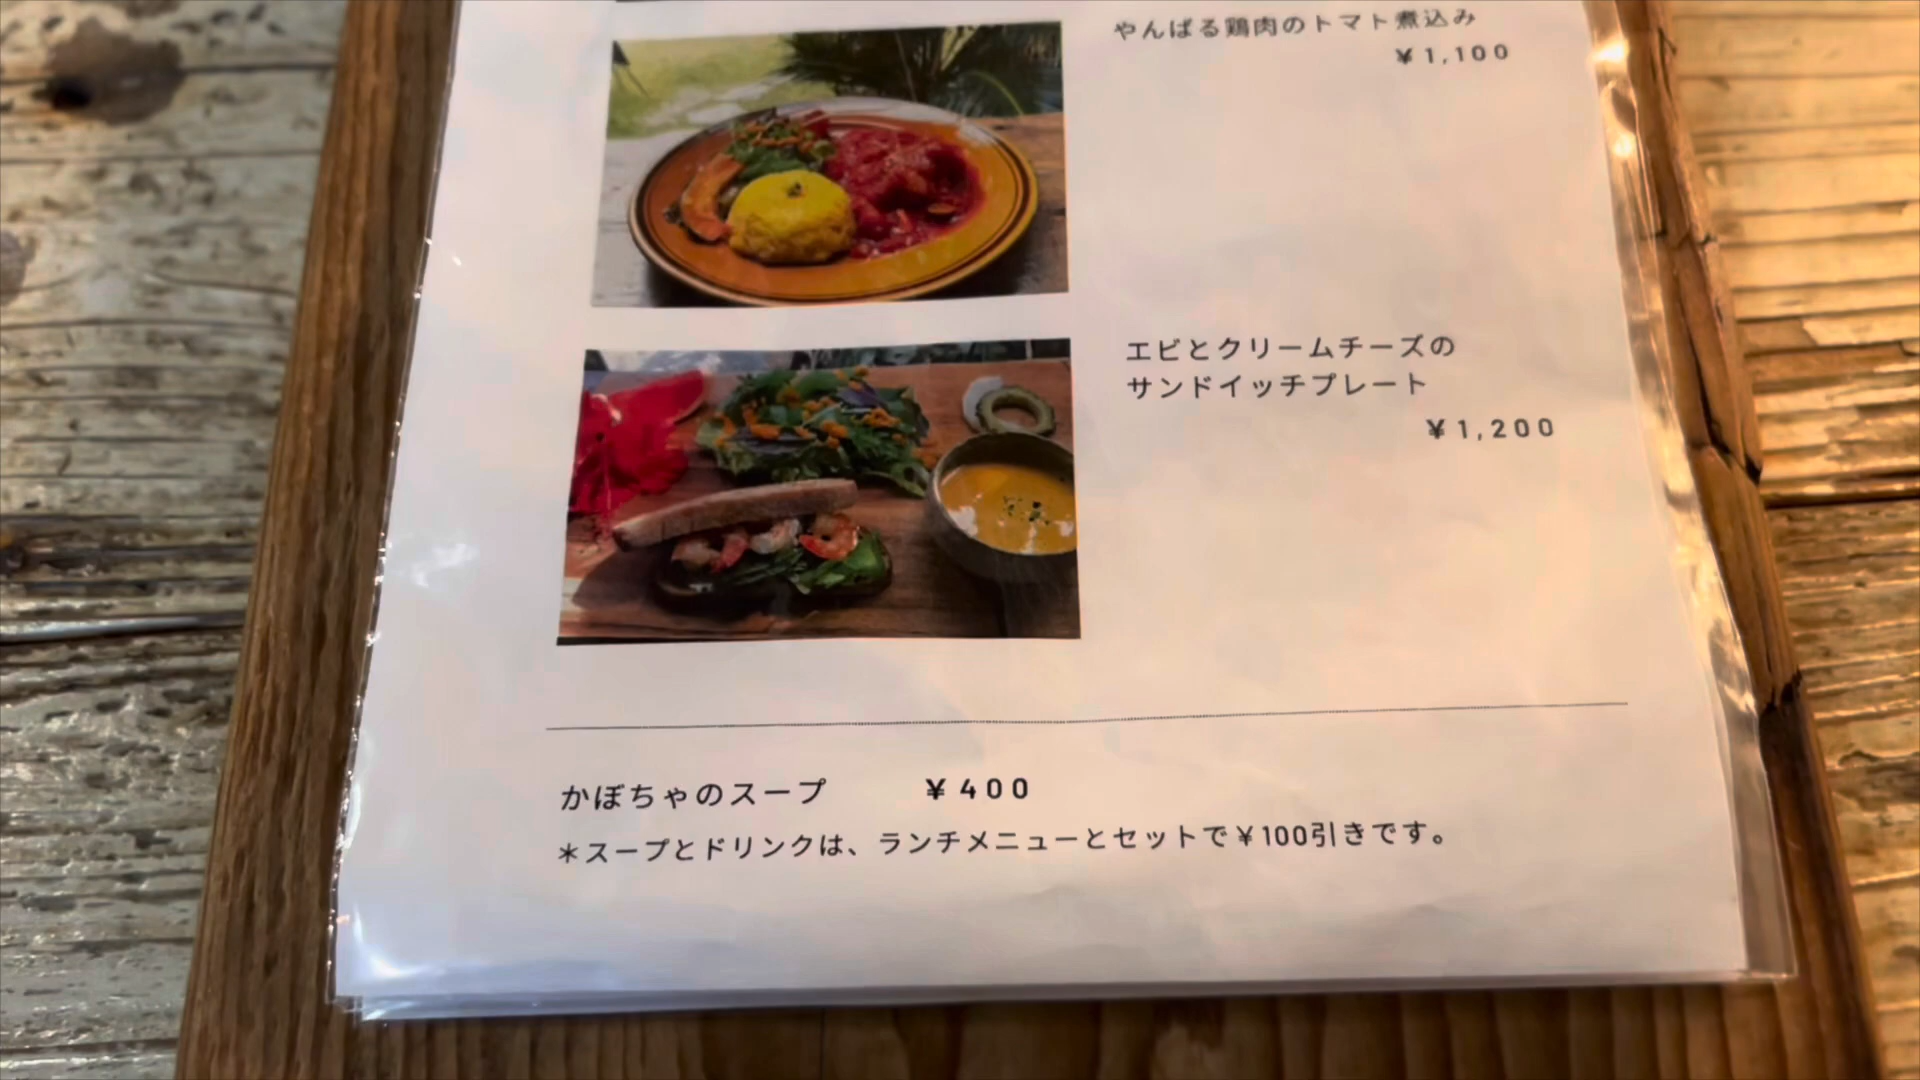 やんばる鶏肉のトマト煮込み
¥1,100
エビとクリームチーズの
サンドイッチプレート
¥1,200
かぼちゃのスープ ¥400
＊スープとドリンクは、ランチメニューとセットで¥100引きです。